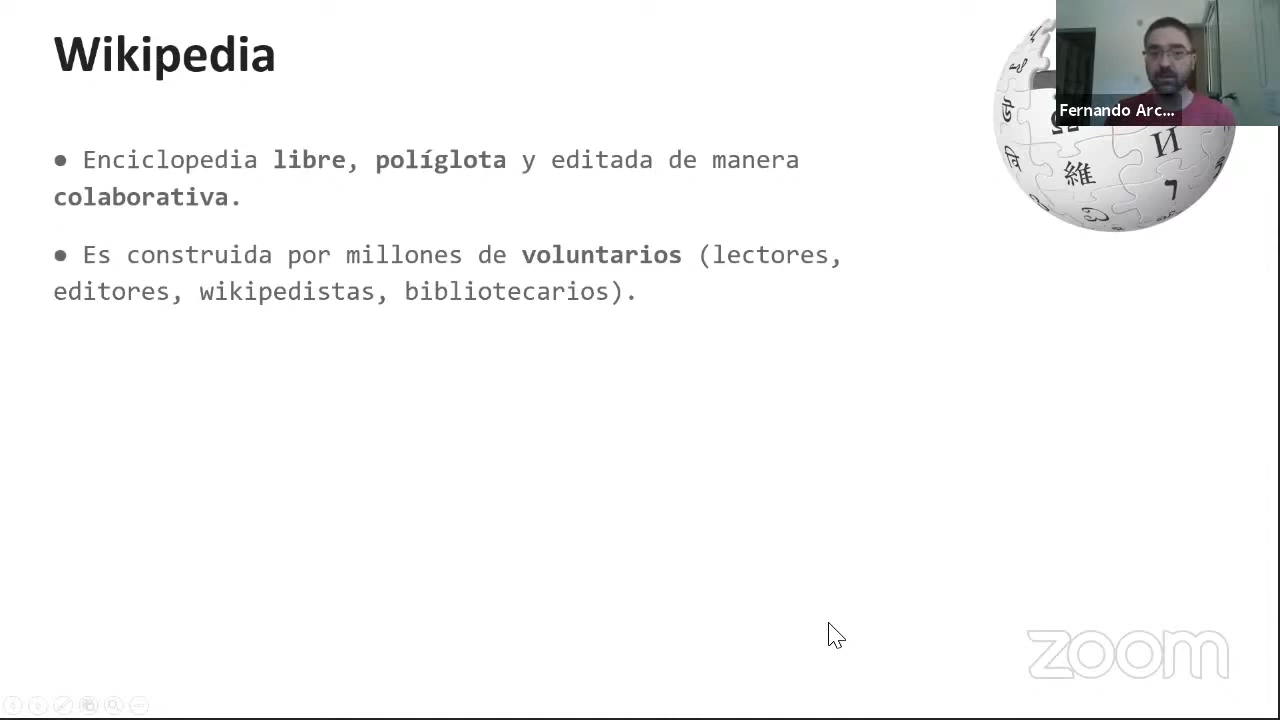 Wikipedia
Fernando Arc...
● Enciclopedia libre, políglota y editada de manera
colaborativa.
● Es construida por millones de voluntarios (lectores,
editores, wikipedistas, bibliotecarios).
維
И
zoom